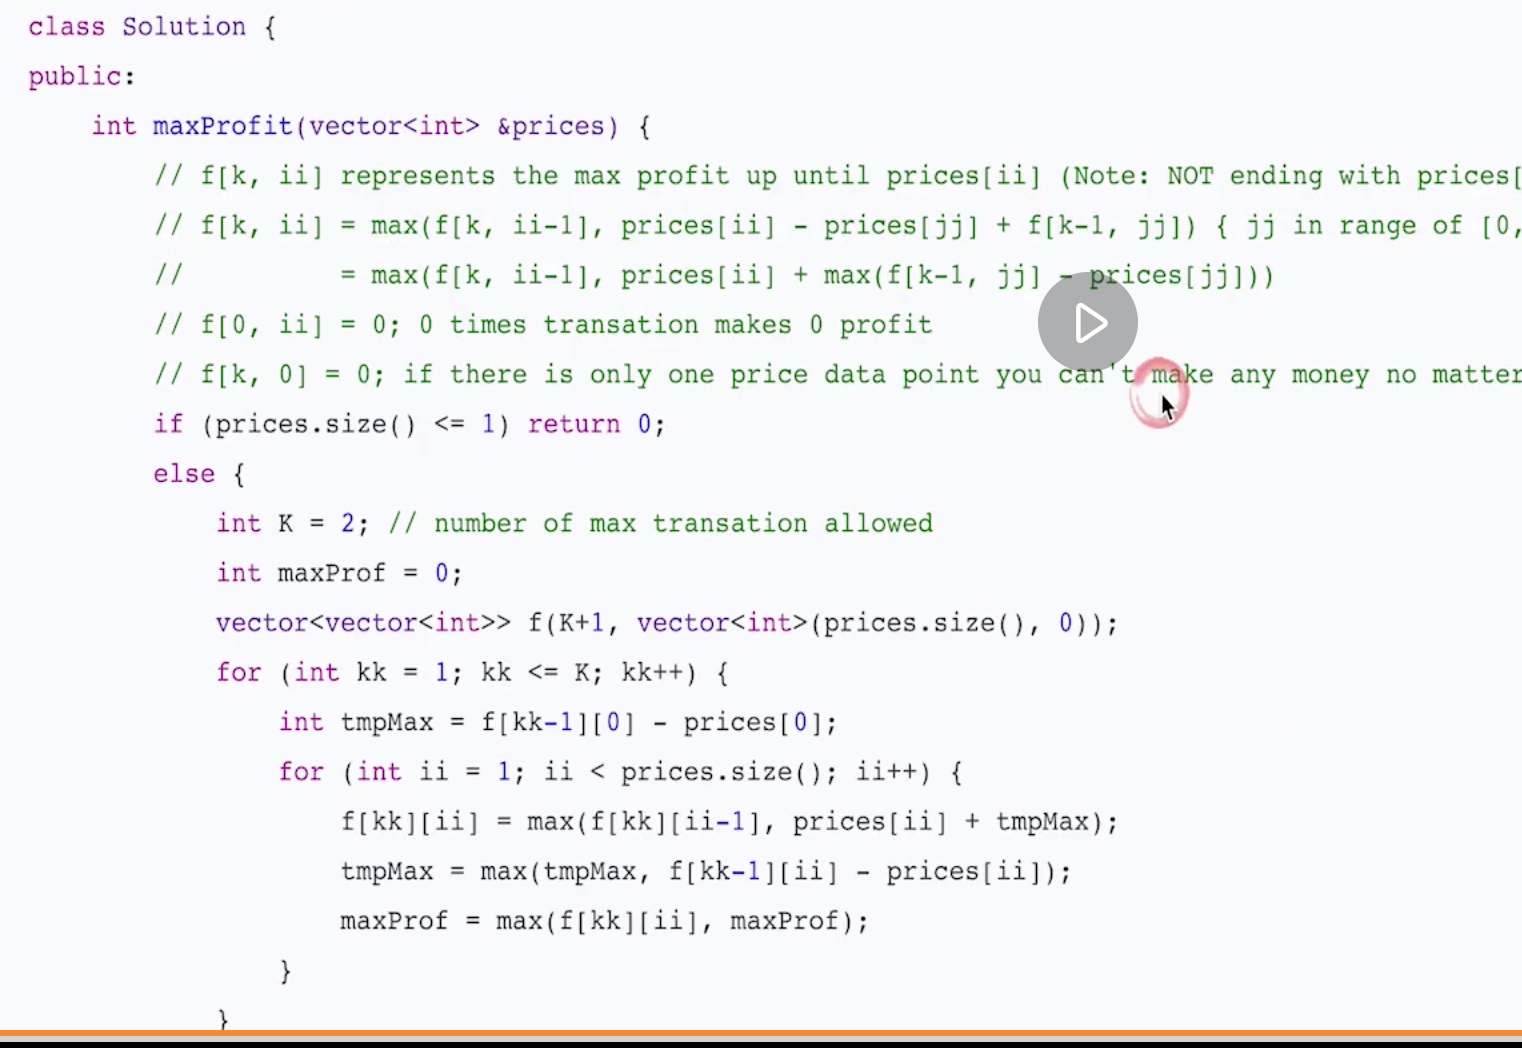 class Solution {
public:
    int maxProfit(vector<int> &prices) {
        // f[k, ii] represents the max profit up until prices[ii] (Note: NOT ending with prices[
        // f[k, ii] = max(f[k, ii-1], prices[ii] - prices[jj] + f[k-1, jj]) { jj in range of [0,
        //          = max(f[k, ii-1], prices[ii] + max(f[k-1, jj] - prices[jj]))
        // f[0, ii] = 0; 0 times transation makes 0 profit
        // f[k, 0] = 0; if there is only one price data point you can't make any money no matter
        if (prices.size() <= 1) return 0;
        else {
            int K = 2; // number of max transation allowed
            int maxProf = 0;
            vector<vector<int>> f(K+1, vector<int>(prices.size(), 0));
            for (int kk = 1; kk <= K; kk++) {
                int tmpMax = f[kk-1][0] - prices[0];
                for (int ii = 1; ii < prices.size(); ii++) {
                    f[kk][ii] = max(f[kk][ii-1], prices[ii] + tmpMax);
                    tmpMax = max(tmpMax, f[kk-1][ii] - prices[ii]);
                    maxProf = max(f[kk][ii], maxProf);
                }
            }